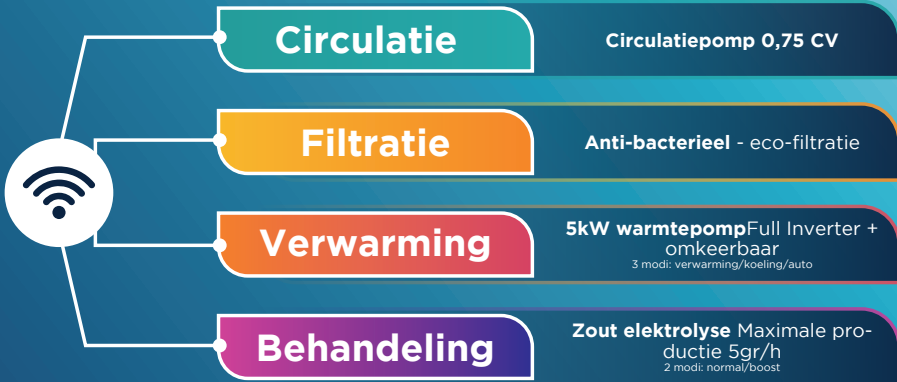 Circulatie
Circulatiepomp 0,75 CV
Filtratie
Anti-bacterieel - eco-filtratie
Verwarming
5kW warmtepompFull Inverter +
omkeerbaar
3 modi: verwarming/koeling/auto
Behandeling
Zout elektrolyse Maximale pro-
ductie 5gr/h
2 modi: normal/boost